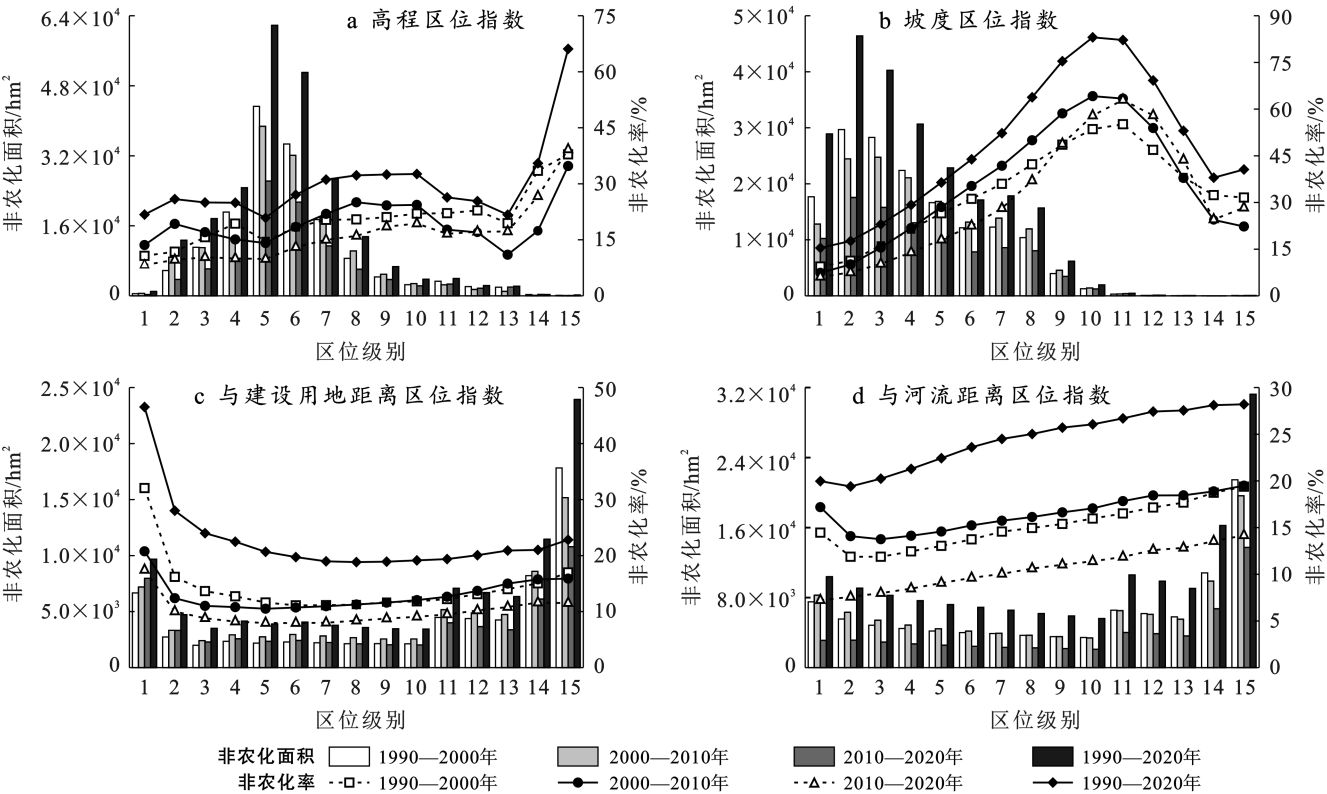 a 高程区位指数
非农化面积/hm²
6.4×10⁴
4.8×10⁴
3.2×10⁴
1.6×10⁴
0
75
60
45
30
15
0
非农化率/%
1 2 3 4 5 6 7 8 9 10 11 12 13 14 15
区位级别
b 坡度区位指数
非农化面积/hm²
5×10⁴
4×10⁴
3×10⁴
2×10⁴
1×10⁴
0
90
75
60
45
30
15
0
非农化率/%
1 2 3 4 5 6 7 8 9 10 11 12 13 14 15
区位级别
c 与建设用地距离区位指数
非农化面积/hm²
2.5×10⁴
2.0×10⁴
1.5×10⁴
1.0×10⁴
5.0×10³
0
50
40
30
20
10
0
非农化率/%
1 2 3 4 5 6 7 8 9 10 11 12 13 14 15
区位级别
d 与河流距离区位指数
非农化面积/hm²
3.2×10⁴
2.4×10⁴
1.6×10⁴
8.0×10³
0
30
25
20
15
10
5
0
非农化率/%
1 2 3 4 5 6 7 8 9 10 11 12 13 14 15
区位级别
非农化面积 1990—2000年 2000—2010年 2010—2020年 1990—2020年
非农化率 1990—2000年 2000—2010年 2010—2020年 1990—2020年